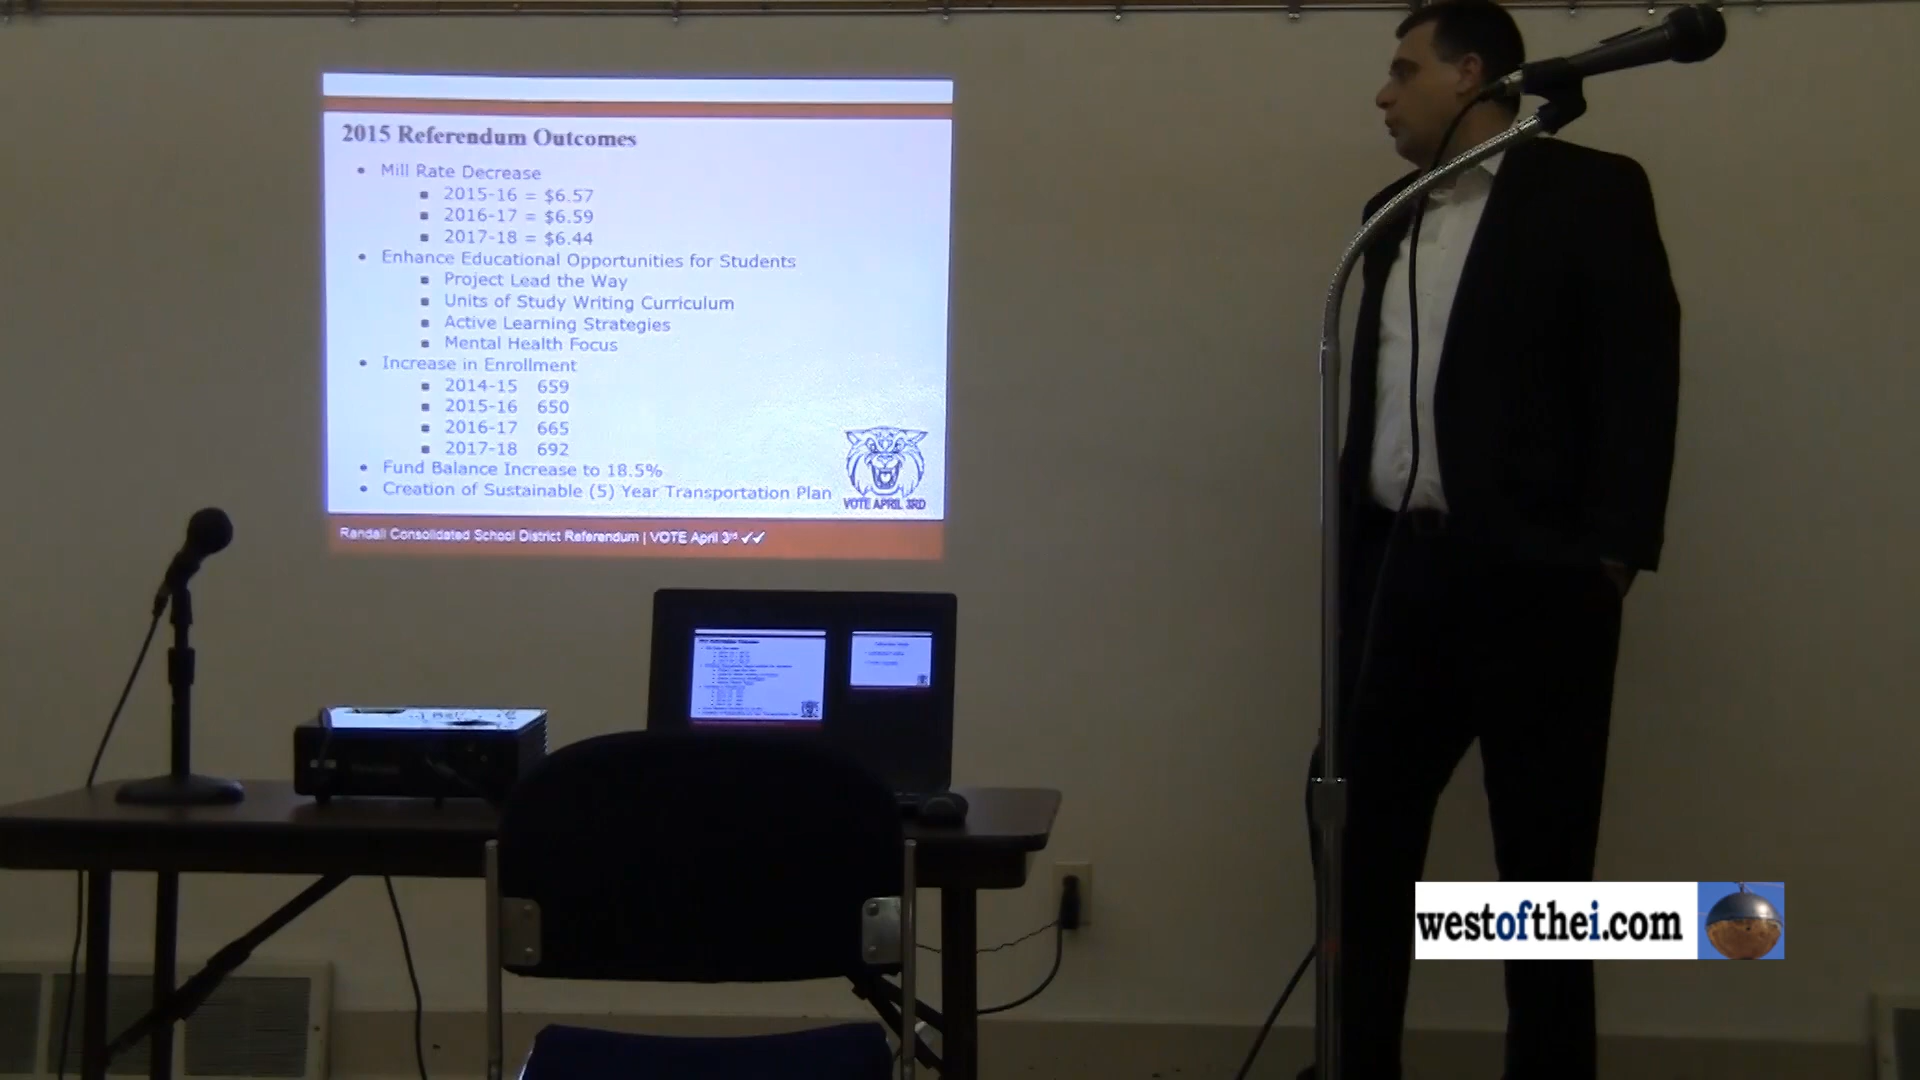 2015 Referendum Outcomes
• Mill Rate Decrease
▪ 2015-16 = $6.57
▪ 2016-17 = $6.59
▪ 2017-18 = $6.44
• Enhance Educational Opportunities for Students
▪ Project Lead the Way
▪ Units of Study Writing Curriculum
▪ Active Learning Strategies
▪ Mental Health Focus
• Increase in Enrollment
▪ 2014-15 659
▪ 2015-16 650
▪ 2016-17 665
▪ 2017-18 692
• Fund Balance Increase to 18.5%
• Creation of Sustainable (5) Year Transportation Plan
VOTE APRIL 3RD
Randall Consolidated School District Referendum | VOTE April 3rd ✓✓
westofthei.com